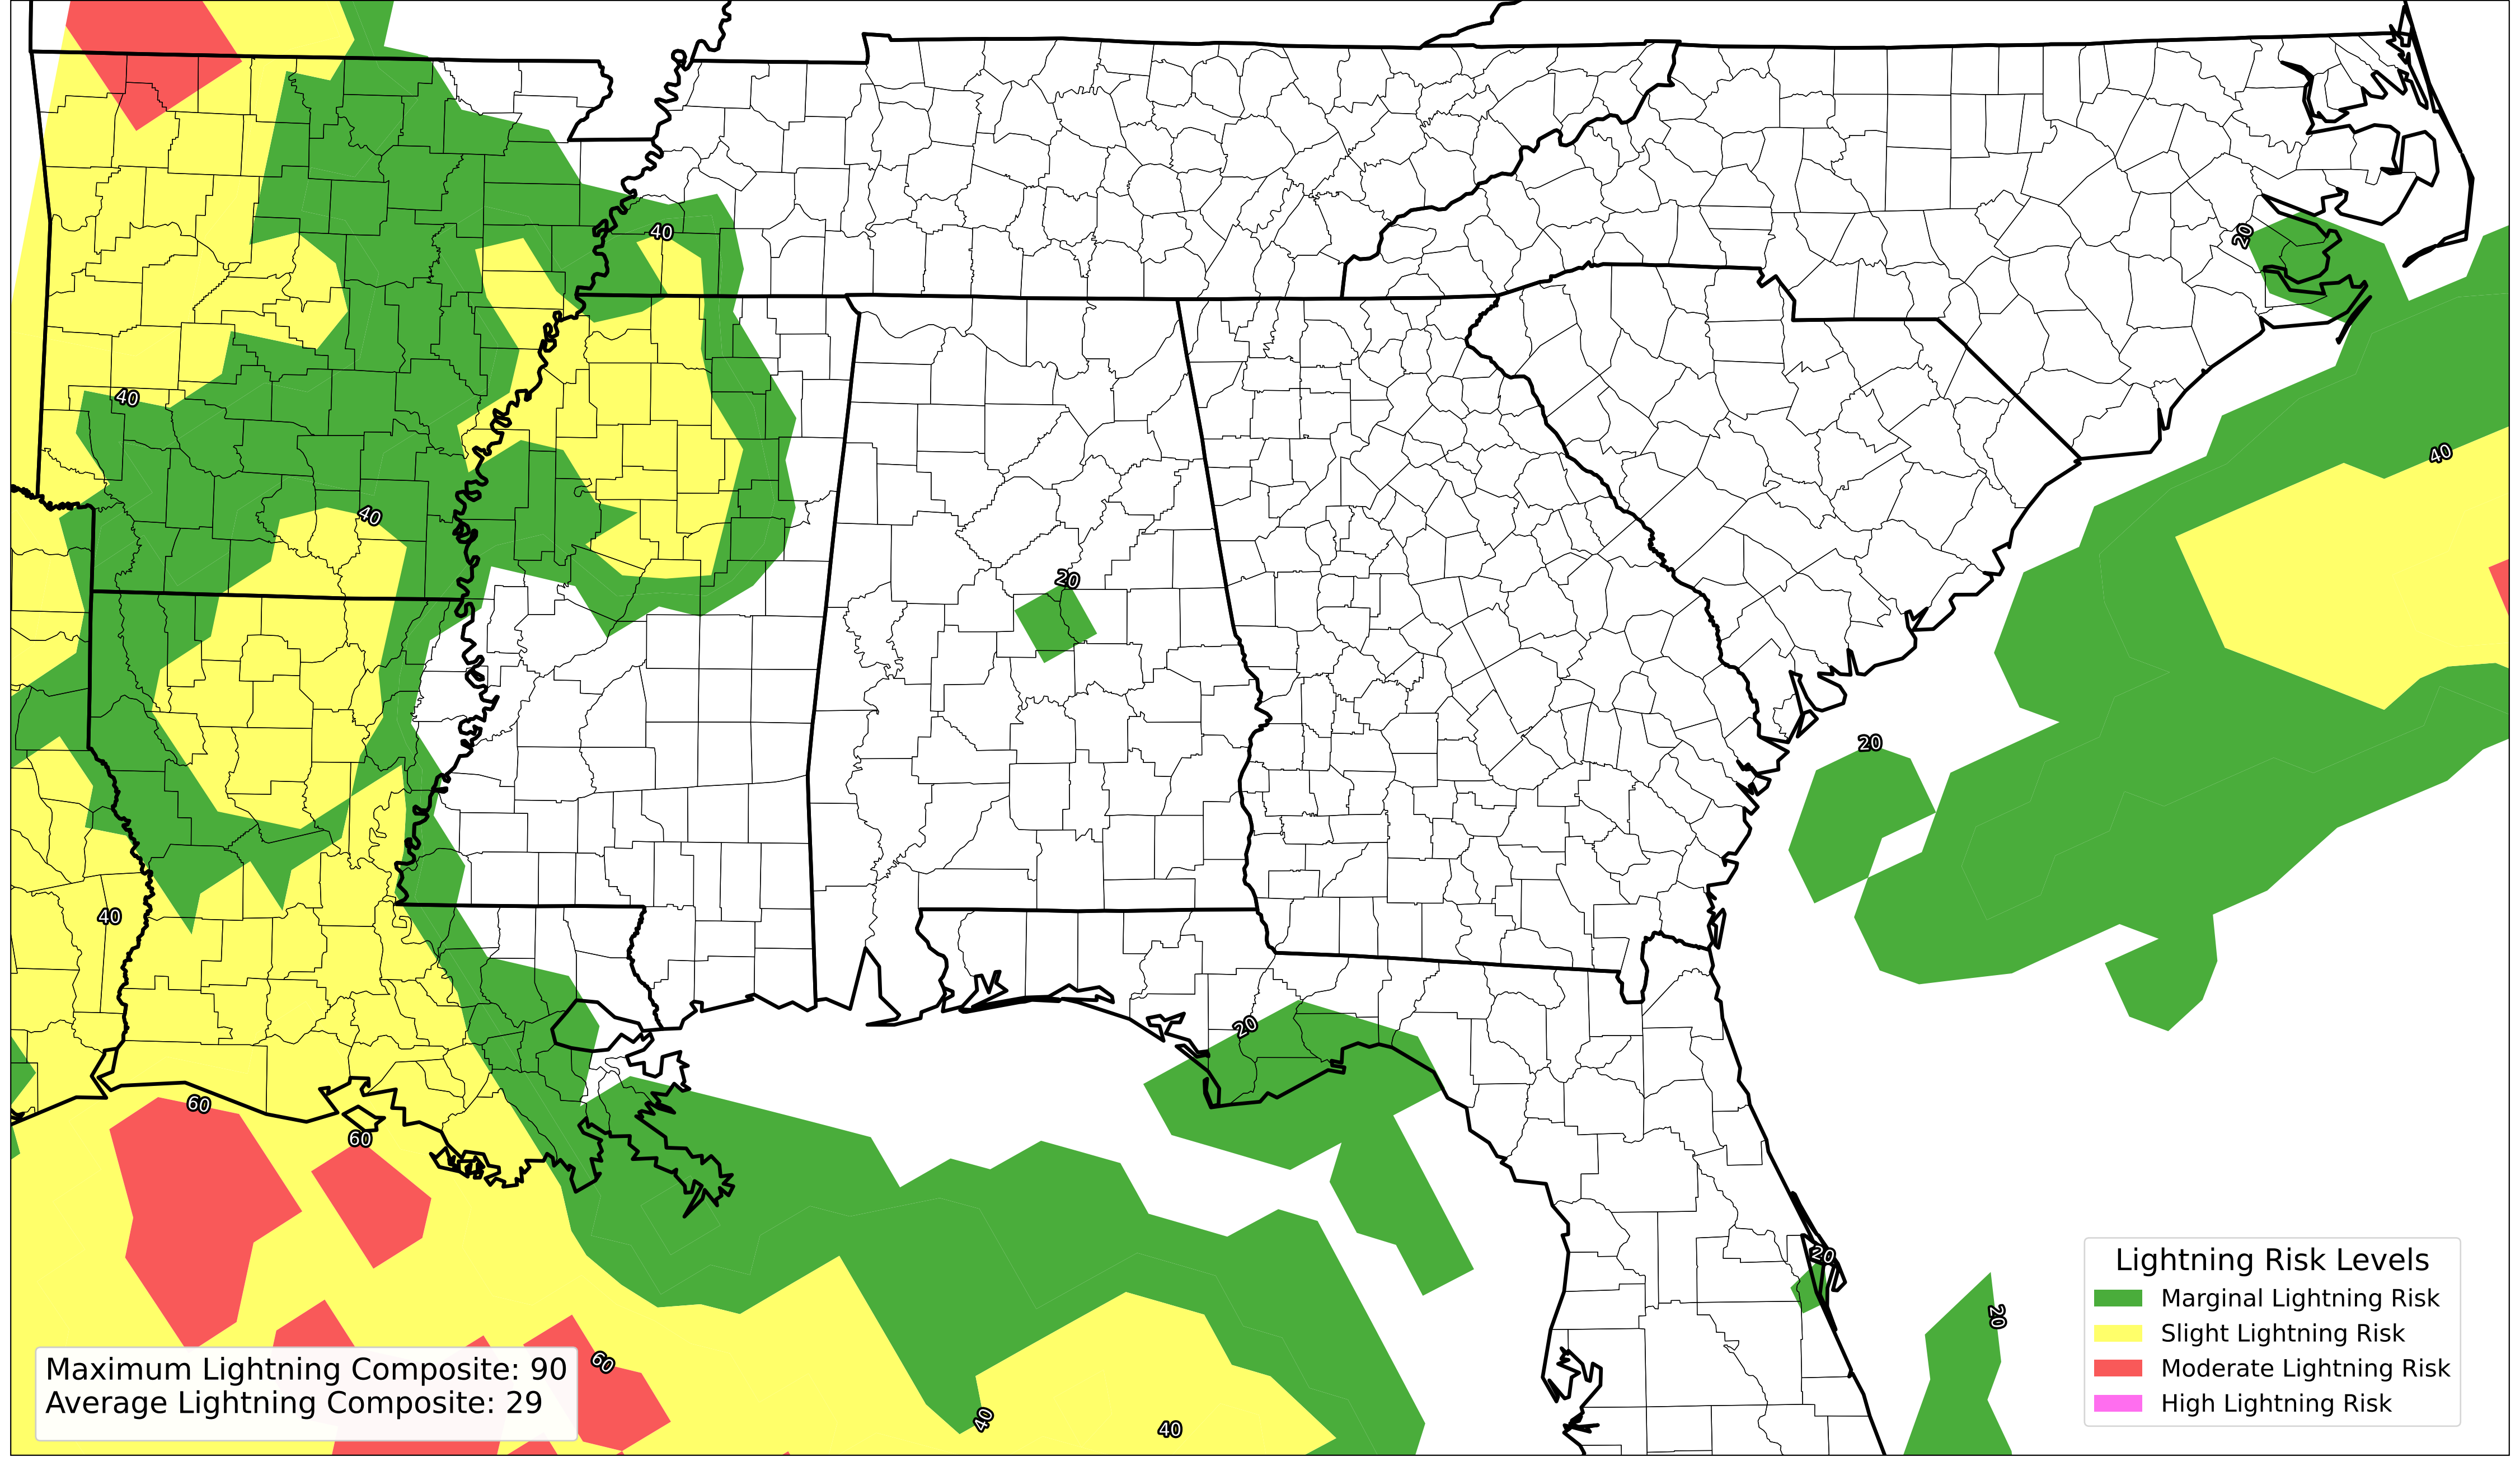 40
20
40
40
40
20
20
40
20
60
60
20
20
60
40
40
Maximum Lightning Composite: 90
Average Lightning Composite: 29
Lightning Risk Levels
Marginal Lightning Risk
Slight Lightning Risk
Moderate Lightning Risk
High Lightning Risk